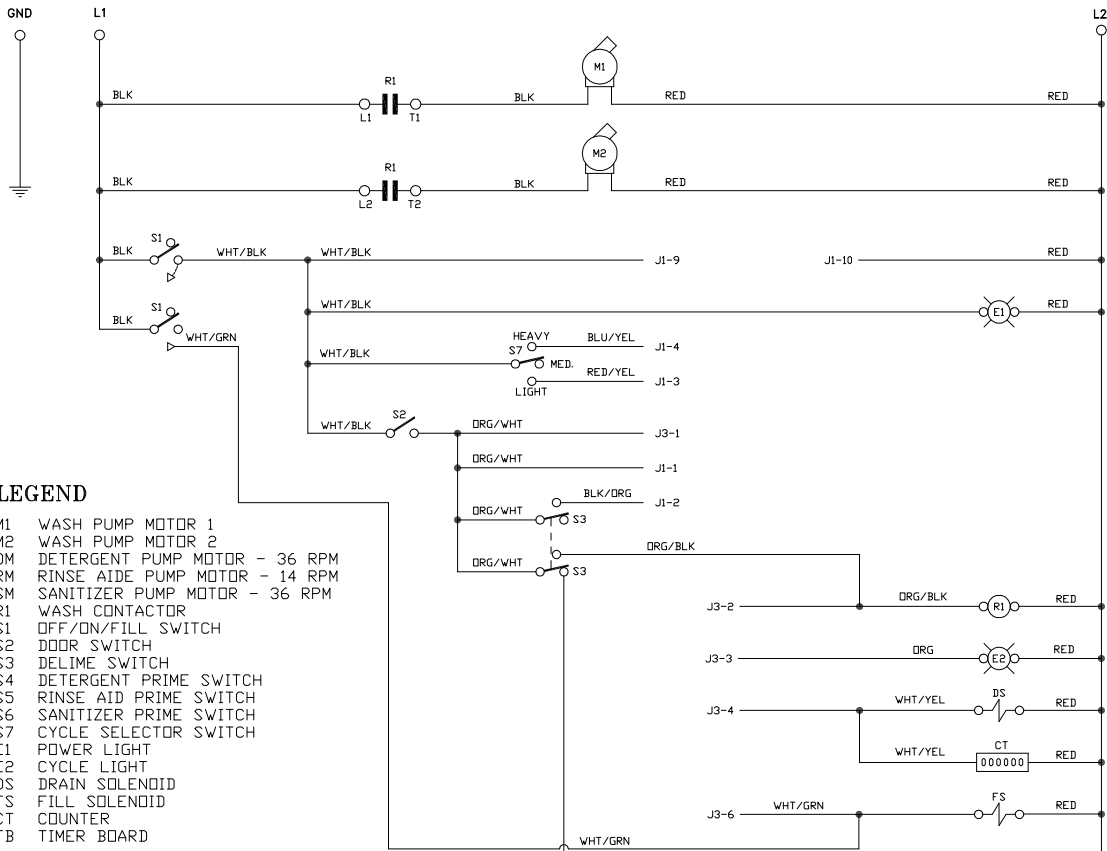 GND
L1
L2
R1
M1
BLK
L1
T1
BLK
RED
RED
R1
M2
BLK
L2
T2
BLK
RED
RED
S1
BLK
WHT/BLK
WHT/BLK
J1-9
J1-10
RED
S1
BLK
WHT/GRN
WHT/BLK
E1
RED
HEAVY
BLU/YEL
J1-4
WHT/BLK
S7
MED.
RED/YEL
J1-3
LIGHT
WHT/BLK
S2
ORG/WHT
J3-1
ORG/WHT
J1-1
BLK/ORG
J1-2
ORG/WHT
S3
ORG/BLK
ORG/WHT
S3
J3-2
ORG/BLK
R1
RED
J3-3
ORG
E2
RED
J3-4
WHT/YEL
DS
RED
WHT/YEL
CT
000000
RED
J3-6
WHT/GRN
FS
RED
WHT/GRN
LEGEND
M1 WASH PUMP MOTOR 1
M2 WASH PUMP MOTOR 2
DM DETERGENT PUMP MOTOR - 36 RPM
RM RINSE AIDE PUMP MOTOR - 14 RPM
SM SANITIZER PUMP MOTOR - 36 RPM
R1 WASH CONTACTOR
S1 OFF/ON/FILL SWITCH
S2 DOOR SWITCH
S3 DELIME SWITCH
S4 DETERGENT PRIME SWITCH
S5 RINSE AID PRIME SWITCH
S6 SANITIZER PRIME SWITCH
S7 CYCLE SELECTOR SWITCH
E1 POWER LIGHT
E2 CYCLE LIGHT
DS DRAIN SOLENOID
FS FILL SOLENOID
CT COUNTER
TB TIMER BOARD